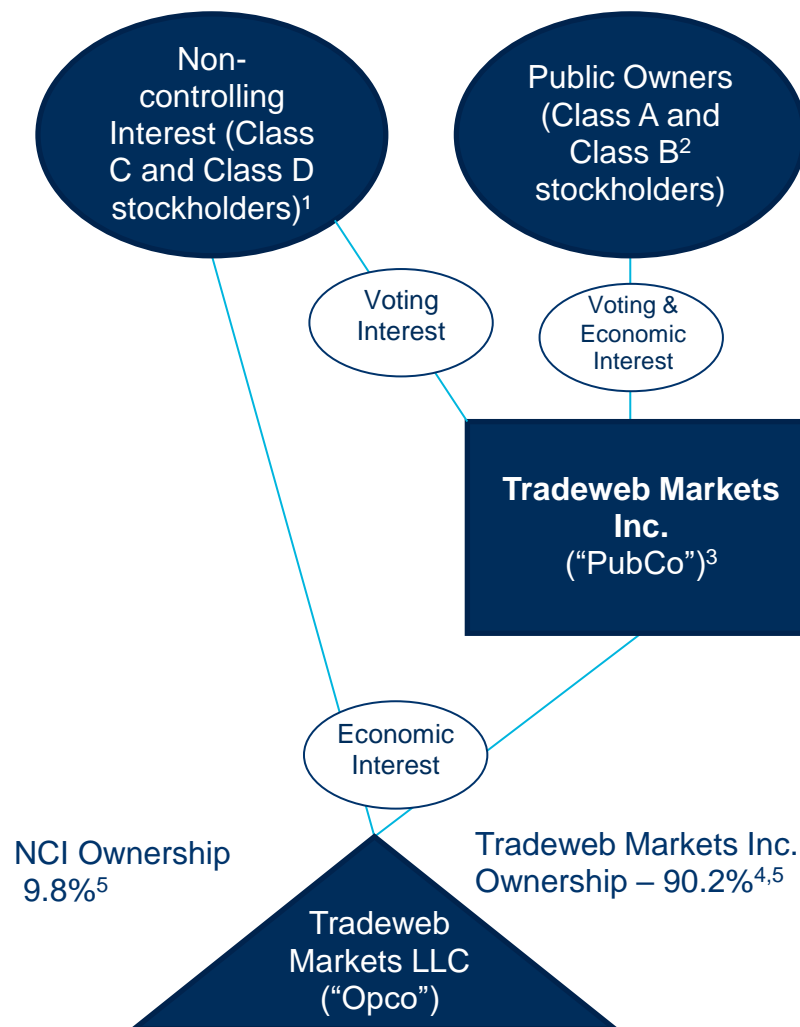 Non-
controlling
Interest (Class
C and Class D
stockholders)¹
Public Owners
(Class A and
Class B²
stockholders)
Voting
Interest
Voting &
Economic
Interest
Tradeweb Markets
Inc.
(“PubCo”)³
Economic
Interest
NCI Ownership
9.8%⁵
Tradeweb Markets Inc.
Ownership – 90.2%⁴,⁵
Tradeweb
Markets LLC
(“Opco”)